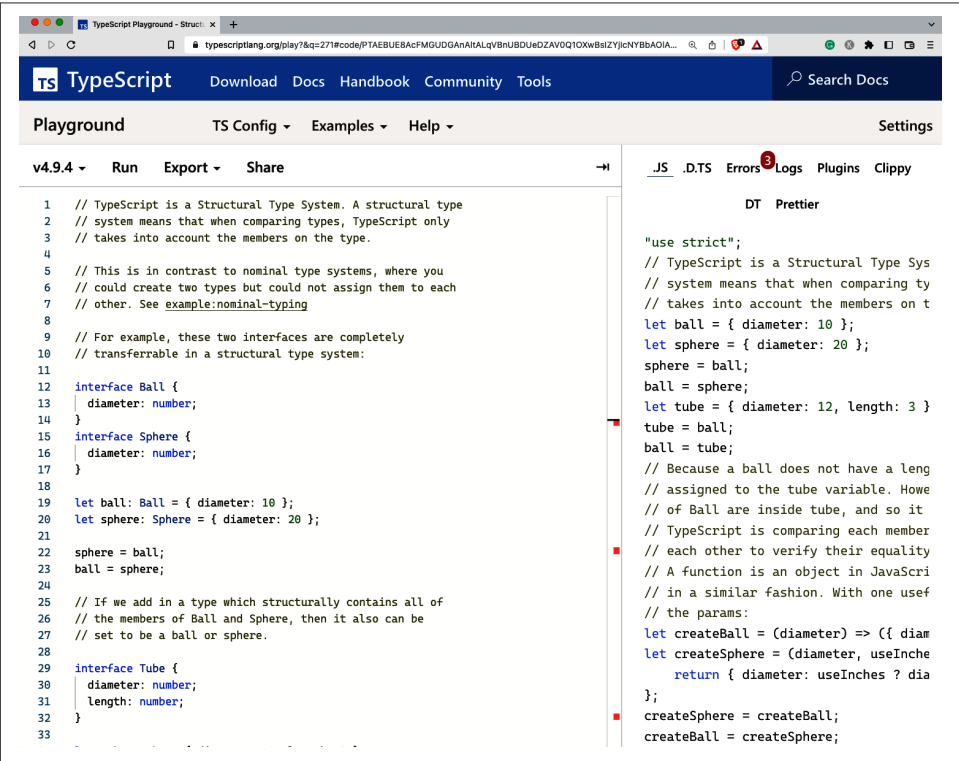 TypeScript Playground - Struct
typescriptlang.org/play?&q=271#code/PTAEBUE8AcFMGUDGAnAltALqVBnUBDUeDZAV0Q1OXwBsIZYjIcNYBbAOIA...
TS TypeScript Download Docs Handbook Community Tools Search Docs
Playground TS Config Examples Help Settings
v4.9.4 Run Export Share
1 // TypeScript is a Structural Type System. A structural type
2 // system means that when comparing types, TypeScript only
3 // takes into account the members on the type.
4
5 // This is in contrast to nominal type systems, where you
6 // could create two types but could not assign them to each
7 // other. See example:nominal-typing
8
9 // For example, these two interfaces are completely
10 // transferrable in a structural type system:
11
12 interface Ball {
13 diameter: number;
14 }
15 interface Sphere {
16 diameter: number;
17 }
18
19 let ball: Ball = { diameter: 10 };
20 let sphere: Sphere = { diameter: 20 };
21
22 sphere = ball;
23 ball = sphere;
24
25 // If we add in a type which structurally contains all of
26 // the members of Ball and Sphere, then it also can be
27 // set to be a ball or sphere.
28
29 interface Tube {
30 diameter: number;
31 length: number;
32 }
33
.JS .D.TS Errors 3 Logs Plugins Clippy
DT Prettier
"use strict";
// TypeScript is a Structural Type Sys
// system means that when comparing ty
// takes into account the members on t
let ball = { diameter: 10 };
let sphere = { diameter: 20 };
sphere = ball;
ball = sphere;
let tube = { diameter: 12, length: 3 }
tube = ball;
ball = tube;
// Because a ball does not have a leng
// assigned to the tube variable. Howe
// of Ball are inside tube, and so it
// TypeScript is comparing each member
// each other to verify their equality
// A function is an object in JavaScri
// in a similar fashion. With one usef
// the params:
let createBall = (diameter) => ({ diam
let createSphere = (diameter, useInche
return { diameter: useInches ? dia
};
createSphere = createBall;
createBall = createSphere;